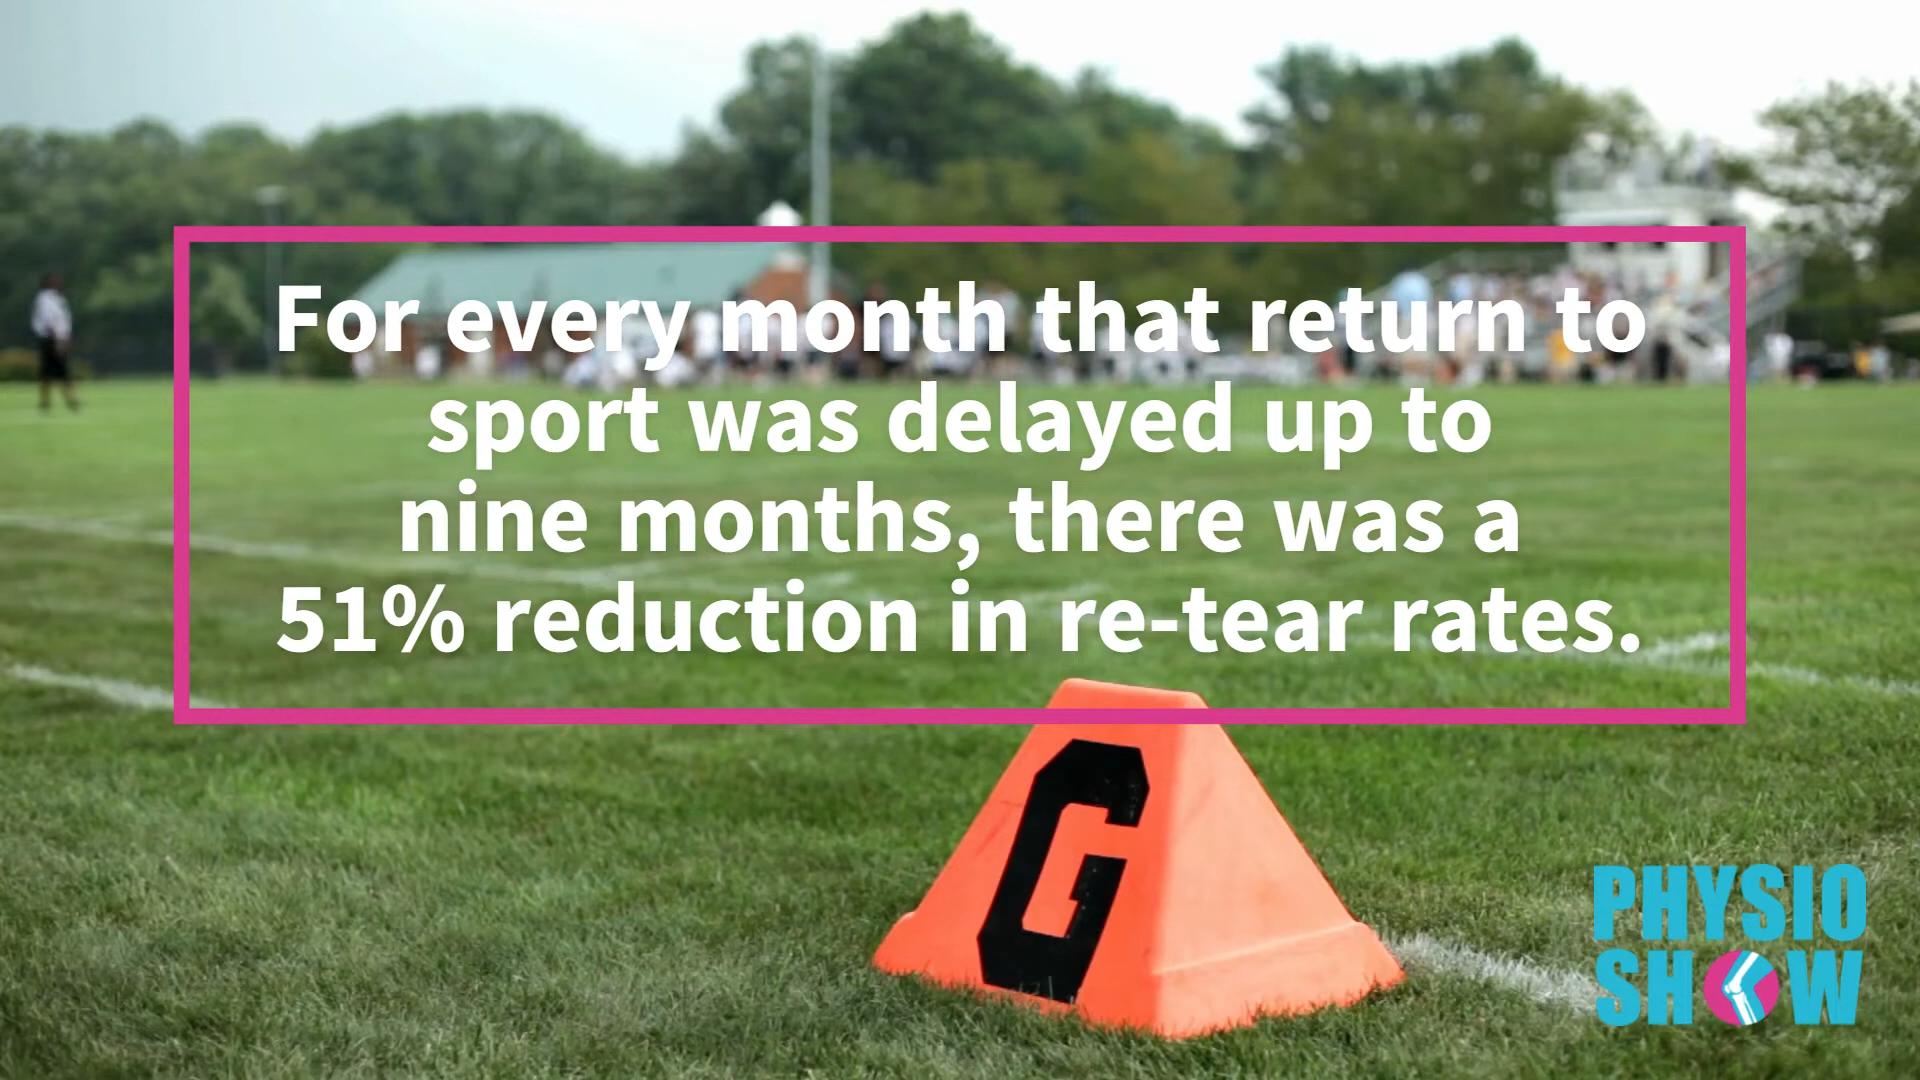 For every month that return to
sport was delayed up to
nine months, there was a
51% reduction in re-tear rates.
G
PHYSIO
SHOW